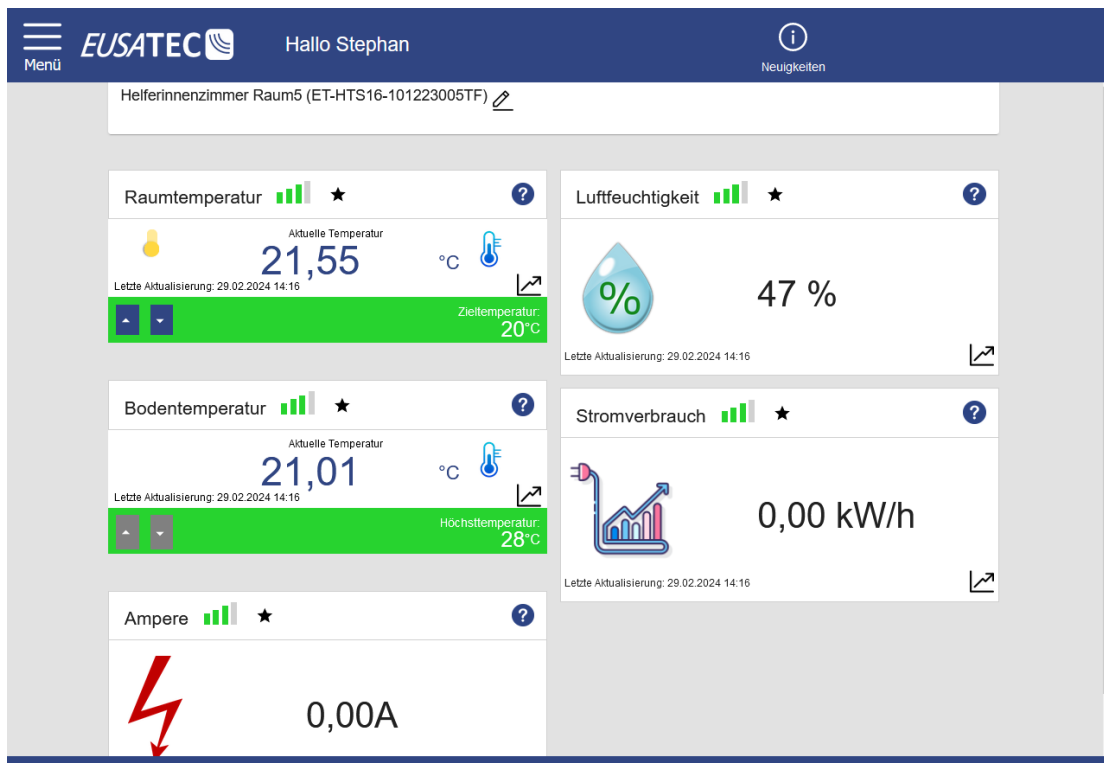 Menü
EUSATEC
Hallo Stephan
Neuigkeiten
Helferinnenzimmer Raum5 (ET-HTS16-101223005TF)
Raumtemperatur
?
Aktuelle Temperatur
21,55 °C
Letzte Aktualisierung: 29.02.2024 14:16
Zieltemperatur:
20°C
Luftfeuchtigkeit
?
%
47 %
Letzte Aktualisierung: 29.02.2024 14:16
Bodentemperatur
?
Aktuelle Temperatur
21,01 °C
Letzte Aktualisierung: 29.02.2024 14:16
Höchsttemperatur:
28°C
Stromverbrauch
?
0,00 kW/h
Letzte Aktualisierung: 29.02.2024 14:16
Ampere
?
0,00A